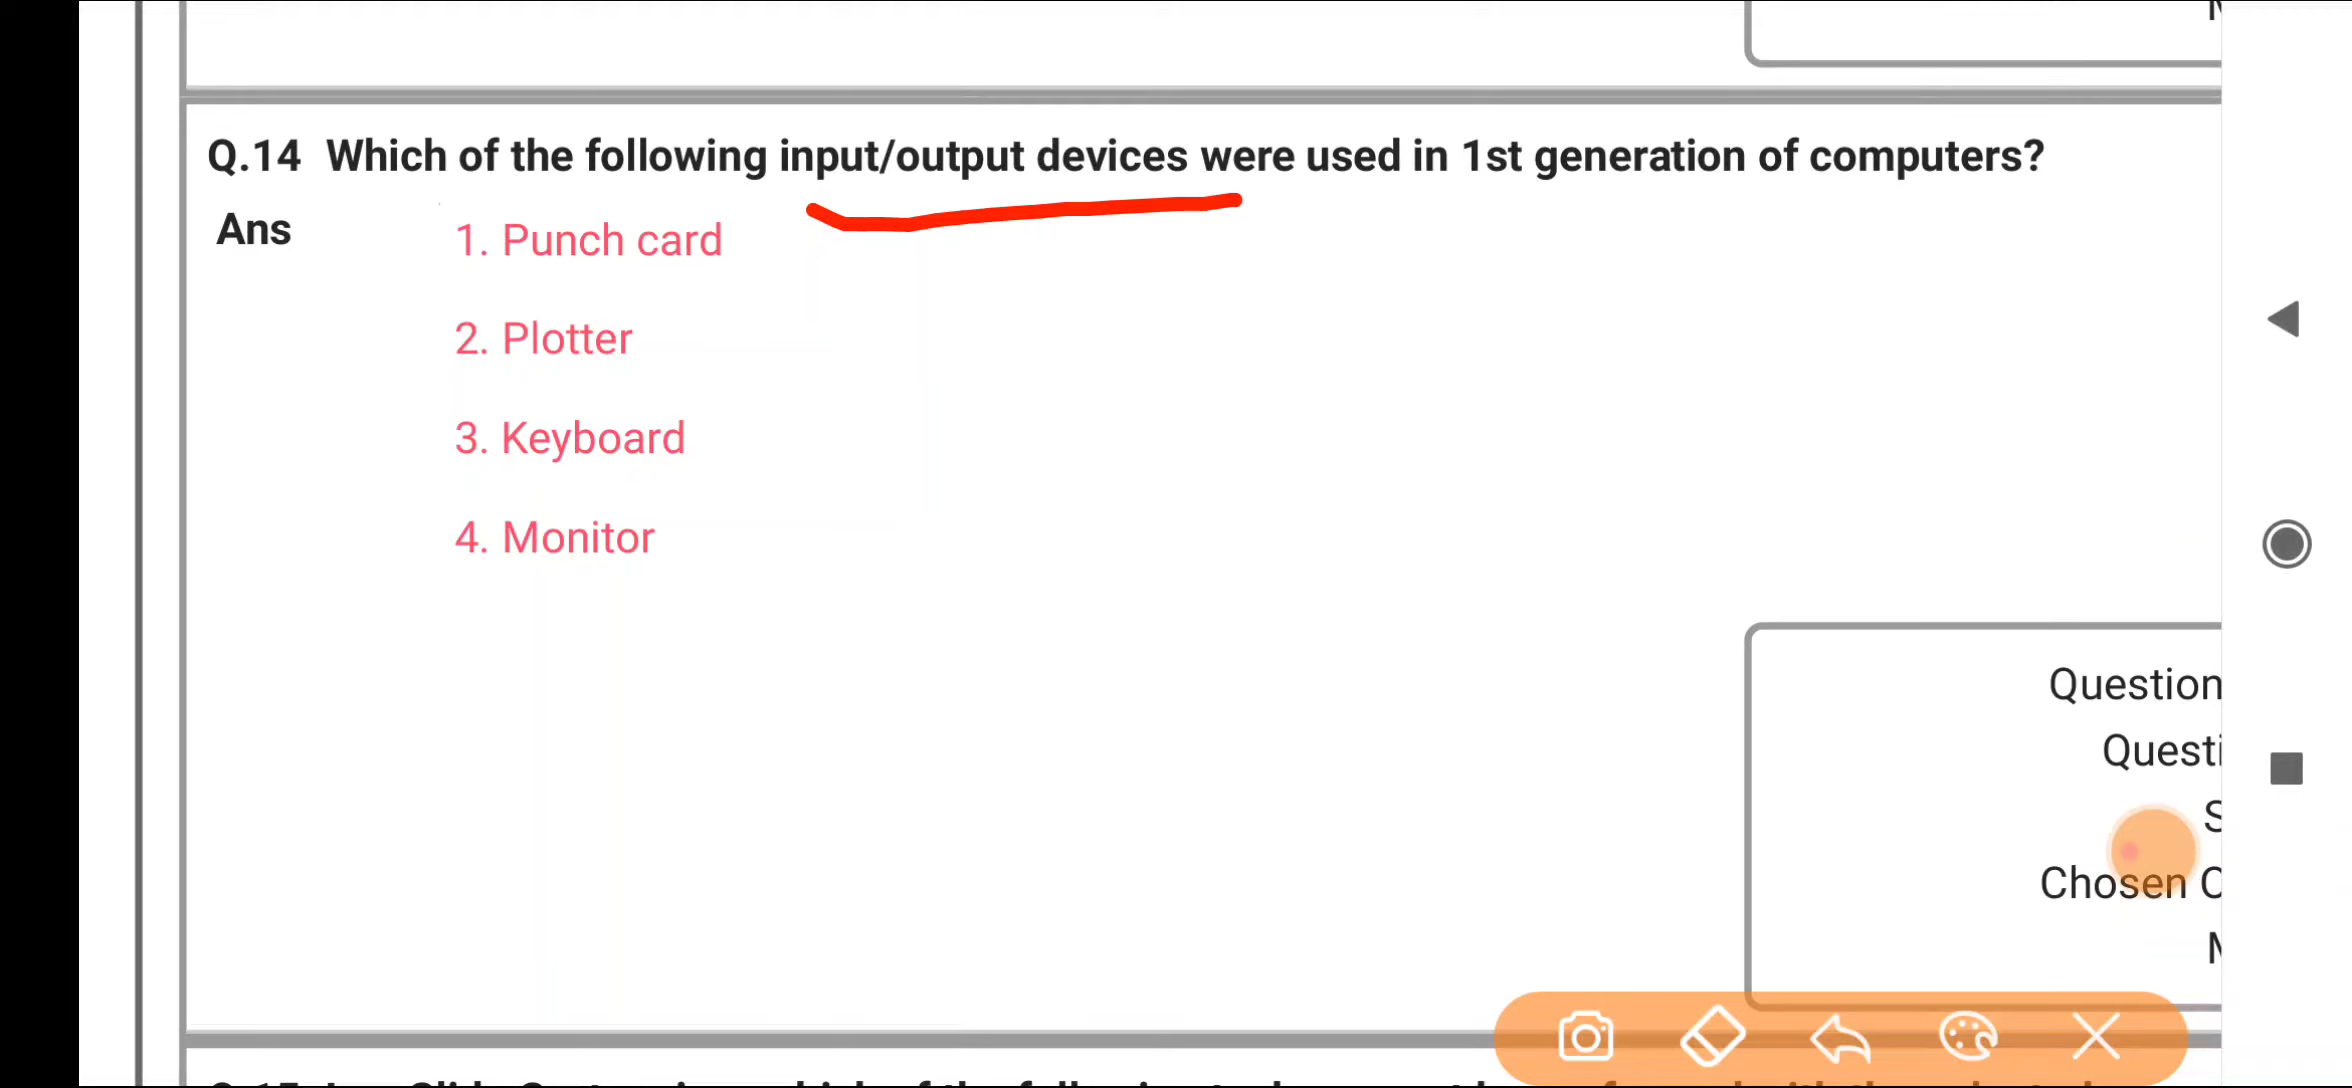 Q.14 Which of the following input/output devices were used in 1st generation of computers?
Ans
1. Punch card
2. Plotter
3. Keyboard
4. Monitor
Question
Questi
S
Chosen